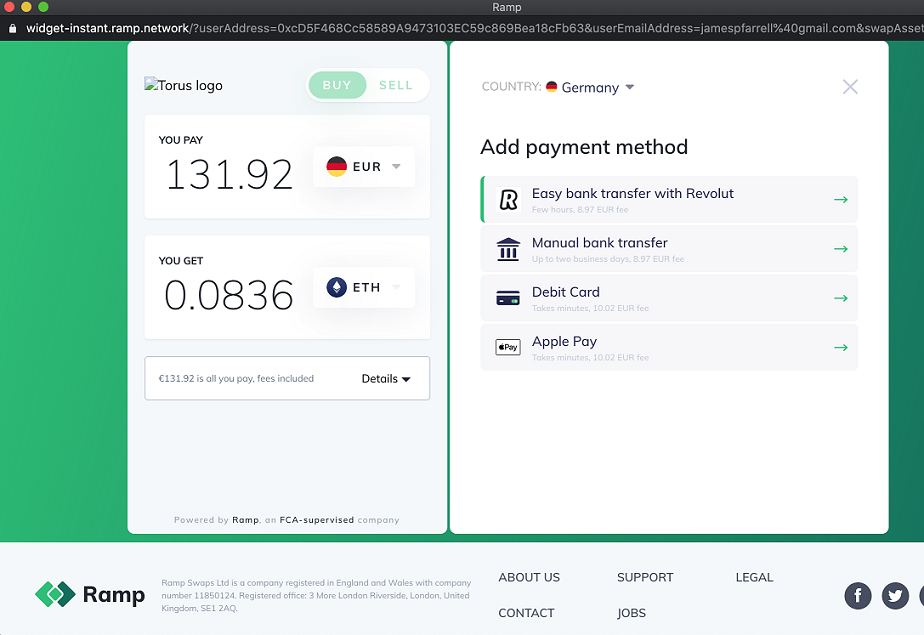 Ramp
widget-instant.ramp.network/?userAddress=0xcD5F468Cc58589A9473103EC59c869Bea18cFb63&userEmailAddress=jamespfarrell%40gmail.com&swapAsset
Torus logo
BUY SELL
YOU PAY
131.92 EUR
YOU GET
0.0836 ETH
€131.92 is all you pay, fees included Details
Powered by Ramp, an FCA-supervised company
COUNTRY: Germany
Add payment method
Easy bank transfer with Revolut
Few hours, 8.97 EUR fee
Manual bank transfer
Up to two business days, 8.97 EUR fee
Debit Card
Takes minutes, 10.02 EUR fee
Pay
Apple Pay
Takes minutes, 10.02 EUR fee
Ramp
Ramp Swaps Ltd is a company registered in England and Wales with company
number 11850124. Registered office: 3 More London Riverside, London, United
Kingdom, SE1 2AQ.
ABOUT US SUPPORT LEGAL
CONTACT JOBS